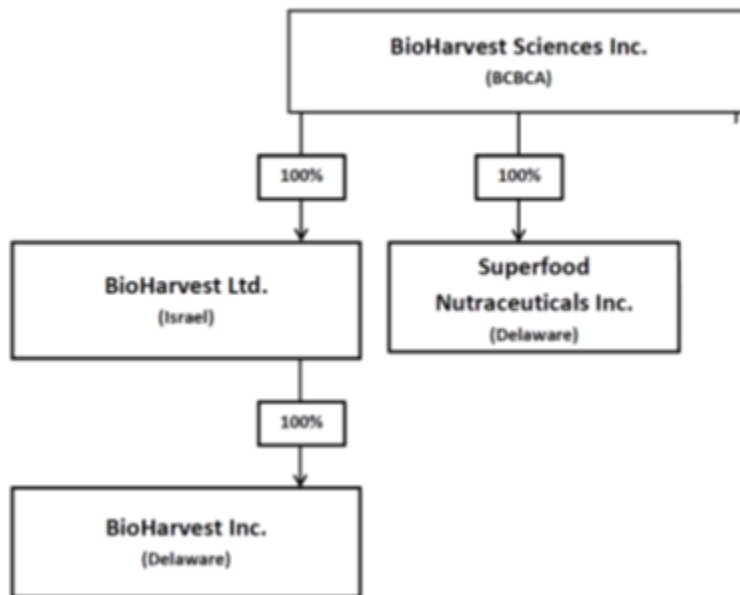 BioHarvest Sciences Inc.
(BCBCA)
100%
100%
BioHarvest Ltd.
(Israel)
Superfood
Nutraceuticals Inc.
(Delaware)
100%
BioHarvest Inc.
(Delaware)